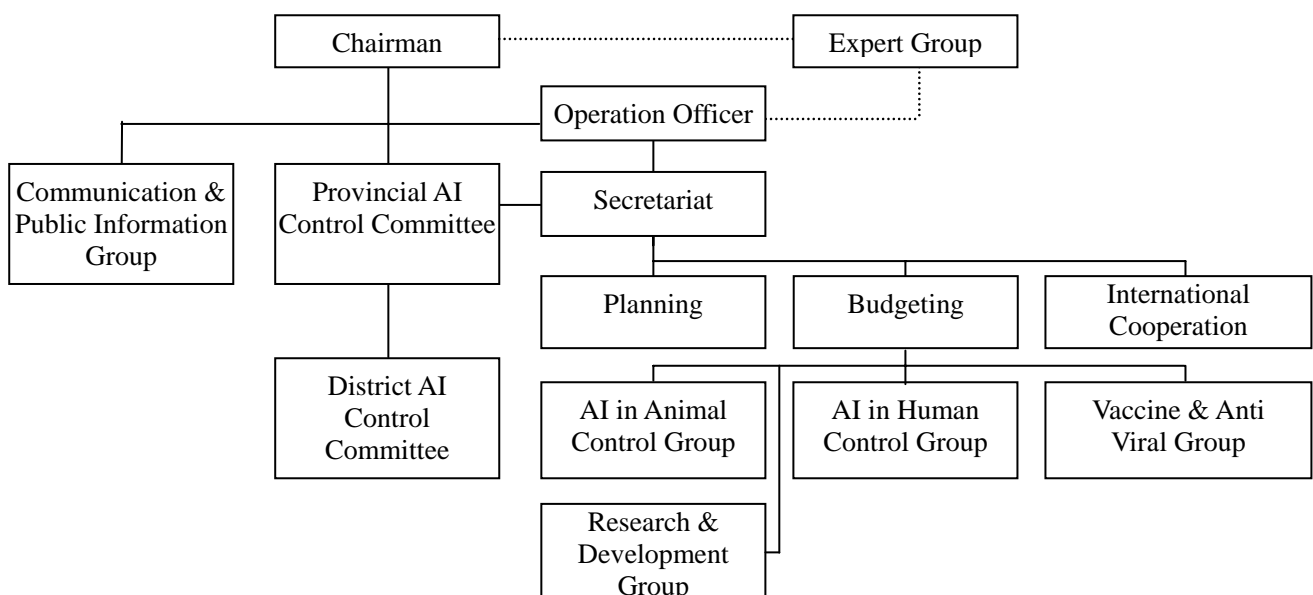 Chairman
Expert Group
Operation Officer
Communication &
Public Information
Group
Provincial AI
Control Committee
Secretariat
Planning
Budgeting
International
Cooperation
District AI
Control
Committee
AI in Animal
Control Group
AI in Human
Control Group
Vaccine & Anti
Viral Group
Research &
Development
Group